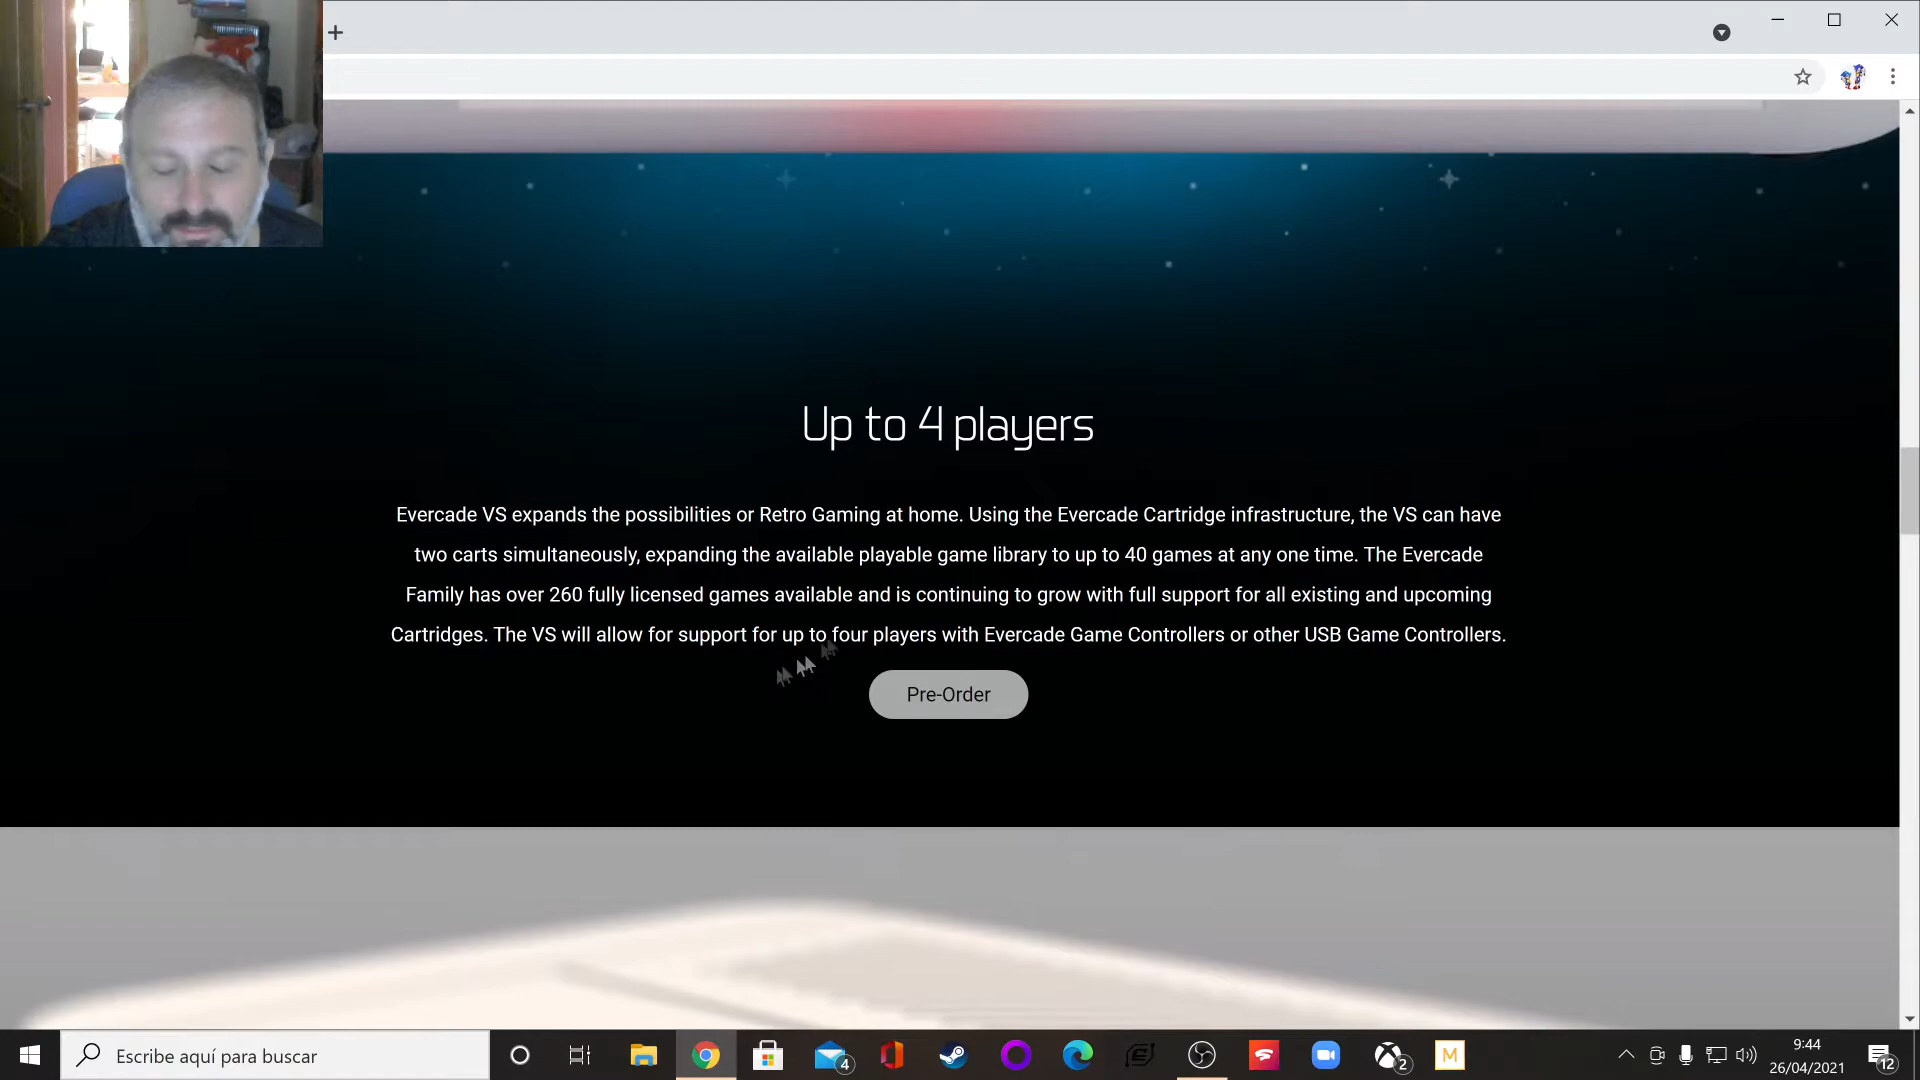 Up to 4 players
Evercade VS expands the possibilities or Retro Gaming at home. Using the Evercade Cartridge infrastructure, the VS can have
two carts simultaneously, expanding the available playable game library to up to 40 games at any one time. The Evercade
Family has over 260 fully licensed games available and is continuing to grow with full support for all existing and upcoming
Cartridges. The VS will allow for support for up to four players with Evercade Game Controllers or other USB Game Controllers.
Pre-Order
Escribe aquí para buscar
4
2
M
9:44
26/04/2021
12